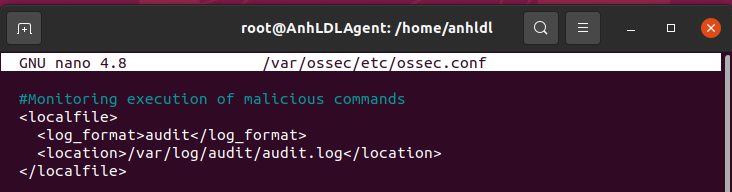 root@AnhLDLAgent: /home/anhldl
GNU nano 4.8 /var/ossec/etc/ossec.conf
#Monitoring execution of malicious commands
<localfile>
  <log_format>audit</log_format>
  <location>/var/log/audit/audit.log</location>
</localfile>